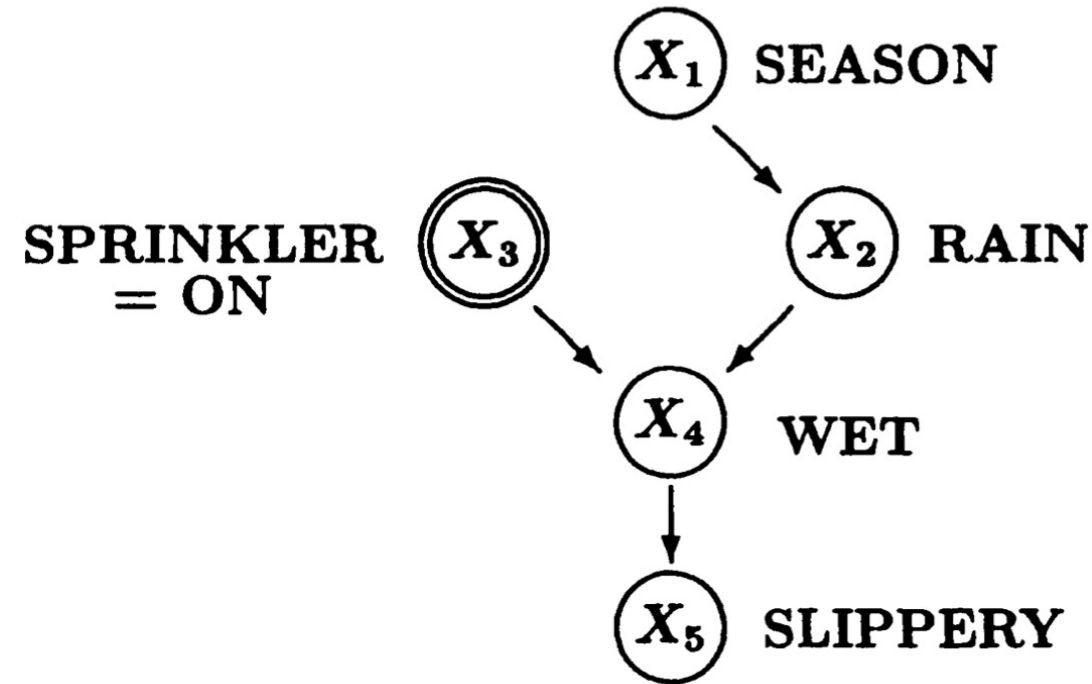 X₁ SEASON
SPRINKLER
= ON
X₃
X₂ RAIN
X₄ WET
X₅ SLIPPERY